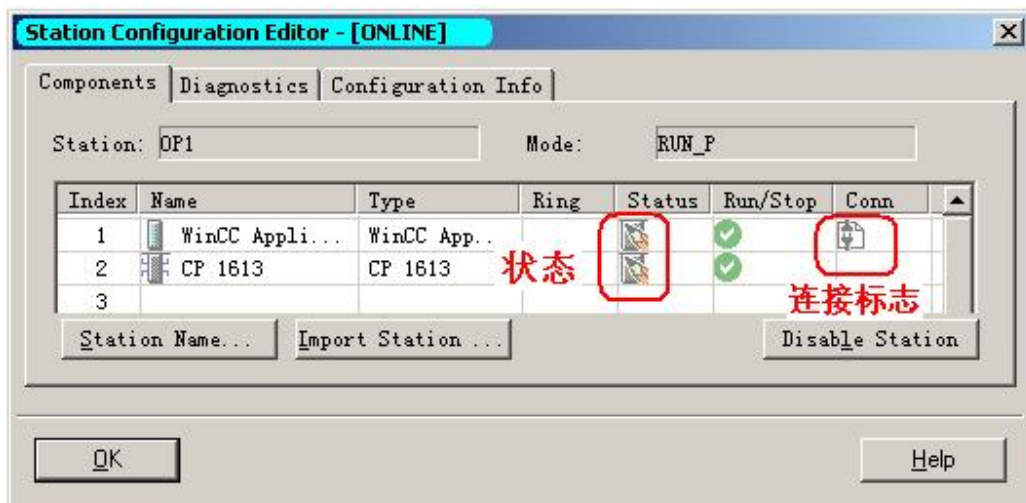 Station Configuration Editor - [ONLINE]
Components Diagnostics Configuration Info
Station: OP1 Mode: RUN_P
Index Name Type Ring Status Run/Stop Conn
1 WinCC Appli... WinCC App..
2 CP 1613 CP 1613
状态
3
连接标志
Station Name... Import Station ... Disable Station
OK Help